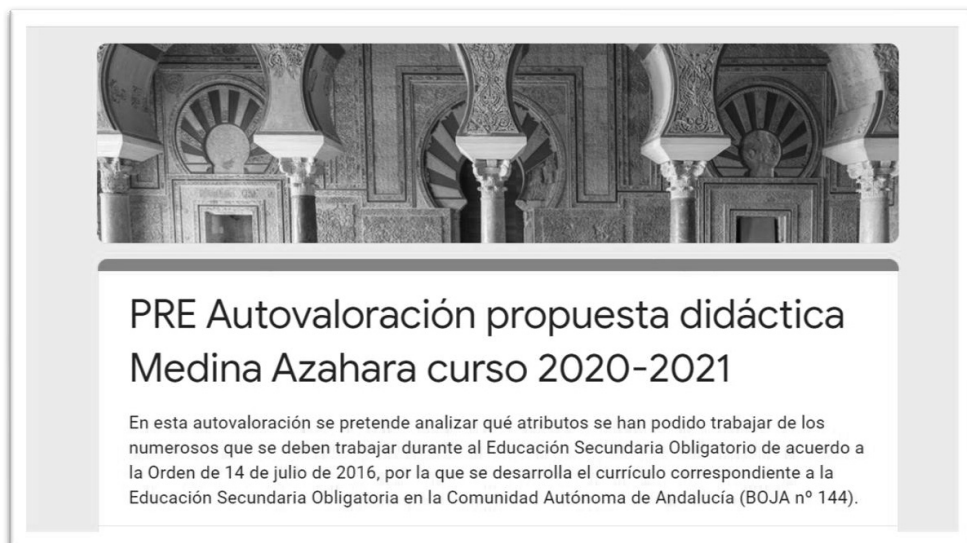 PRE Autovaloración propuesta didáctica
Medina Azahara curso 2020-2021
En esta autovaloración se pretende analizar qué atributos se han podido trabajar de los
numerosos que se deben trabajar durante al Educación Secundaria Obligatorio de acuerdo a
la Orden de 14 de julio de 2016, por la que se desarrolla el currículo correspondiente a la
Educación Secundaria Obligatoria en la Comunidad Autónoma de Andalucía (BOJA nº 144).